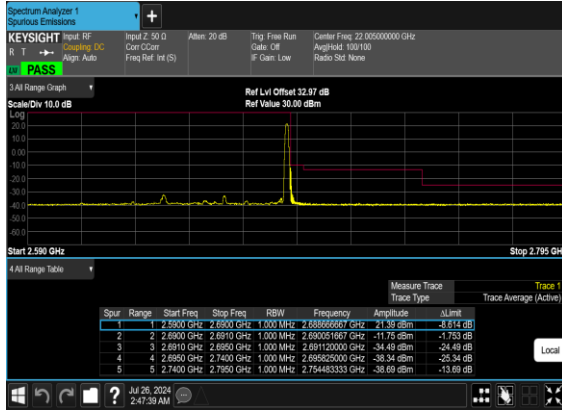 Spectrum Analyzer 1
Spurious Emissions
KEYSIGHT Input: RF Input Z: 50 Ω Atten: 20 dB Trig: Free Run Center Freq: 22.005000000 GHz
R T Coupling: DC Corr CCorr Gate: Off Avg|Hold: 100/100
Align: Auto Freq Ref: Int (S) IF Gain: Low Radio Std: None
PASS
3 All Range Graph
Ref Lvl Offset 32.97 dB
Scale/Div 10.0 dB Ref Value 30.00 dBm
Log
20.0
10.0
0.00
-10.0
-20.0
-30.0
-40.0
-50.0
-60.0
Start 2.590 GHz Stop 2.795 GHz
4 All Range Table
Measure Trace Trace 1
Trace Type Trace Average (Active)
Spur Range Start Freq Stop Freq RBW Frequency Amplitude ΔLimit
1 1 2.5900 GHz 2.6900 GHz 1.000 MHz 2.688666667 GHz 21.39 dBm -8.614 dB
2 2 2.6900 GHz 2.6910 GHz 1.000 MHz 2.690051667 GHz -11.75 dBm -1.753 dB
3 3 2.6910 GHz 2.6950 GHz 1.000 MHz 2.691120000 GHz -34.49 dBm -24.49 dB
4 4 2.6950 GHz 2.7400 GHz 1.000 MHz 2.695825000 GHz -38.34 dBm -25.34 dB
5 5 2.7400 GHz 2.7950 GHz 1.000 MHz 2.754483333 GHz -38.69 dBm -13.69 dB
Local
Jul 26, 2024
2:47:39 AM